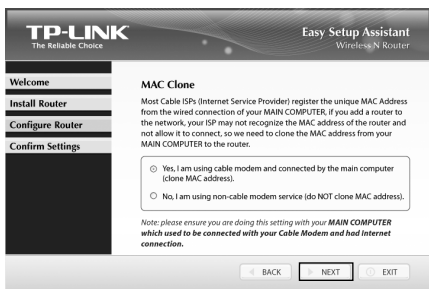 TP-LINK
The Reliable Choice
Easy Setup Assistant
Wireless N Router
Welcome
Install Router
Configure Router
Confirm Settings
MAC Clone
Most Cable ISPs (Internet Service Provider) register the unique MAC Address
from the wired connection of your MAIN COMPUTER, if you add a router to
the network, your ISP may not recognize the MAC address of the router and
not allow it to connect, so we need to clone the MAC address from your
MAIN COMPUTER to the router.
Yes, I am using cable modem and connected by the main computer
(clone MAC address).
No, I am using non-cable modem service (do NOT clone MAC address).
Note: please ensure you are doing this setting with your MAIN COMPUTER
which used to be connected with your Cable Modem and had Internet
connection.
BACK
NEXT
EXIT